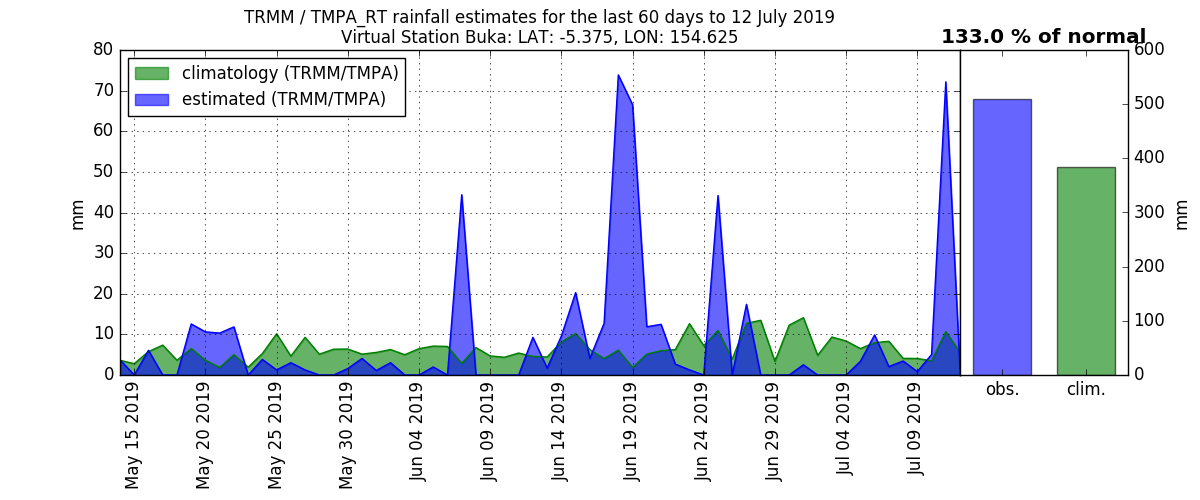 TRMM / TMPA_RT rainfall estimates for the last 60 days to 12 July 2019
Virtual Station Buka: LAT: -5.375, LON: 154.625
133.0 % of normal
climatology (TRMM/TMPA)
estimated (TRMM/TMPA)
80
70
60
50
40
30
20
10
0
mm
May 15 2019
May 20 2019
May 25 2019
May 30 2019
Jun 04 2019
Jun 09 2019
Jun 14 2019
Jun 19 2019
Jun 24 2019
Jun 29 2019
Jul 04 2019
Jul 09 2019
obs.
clim.
600
500
400
300
200
100
0
mm